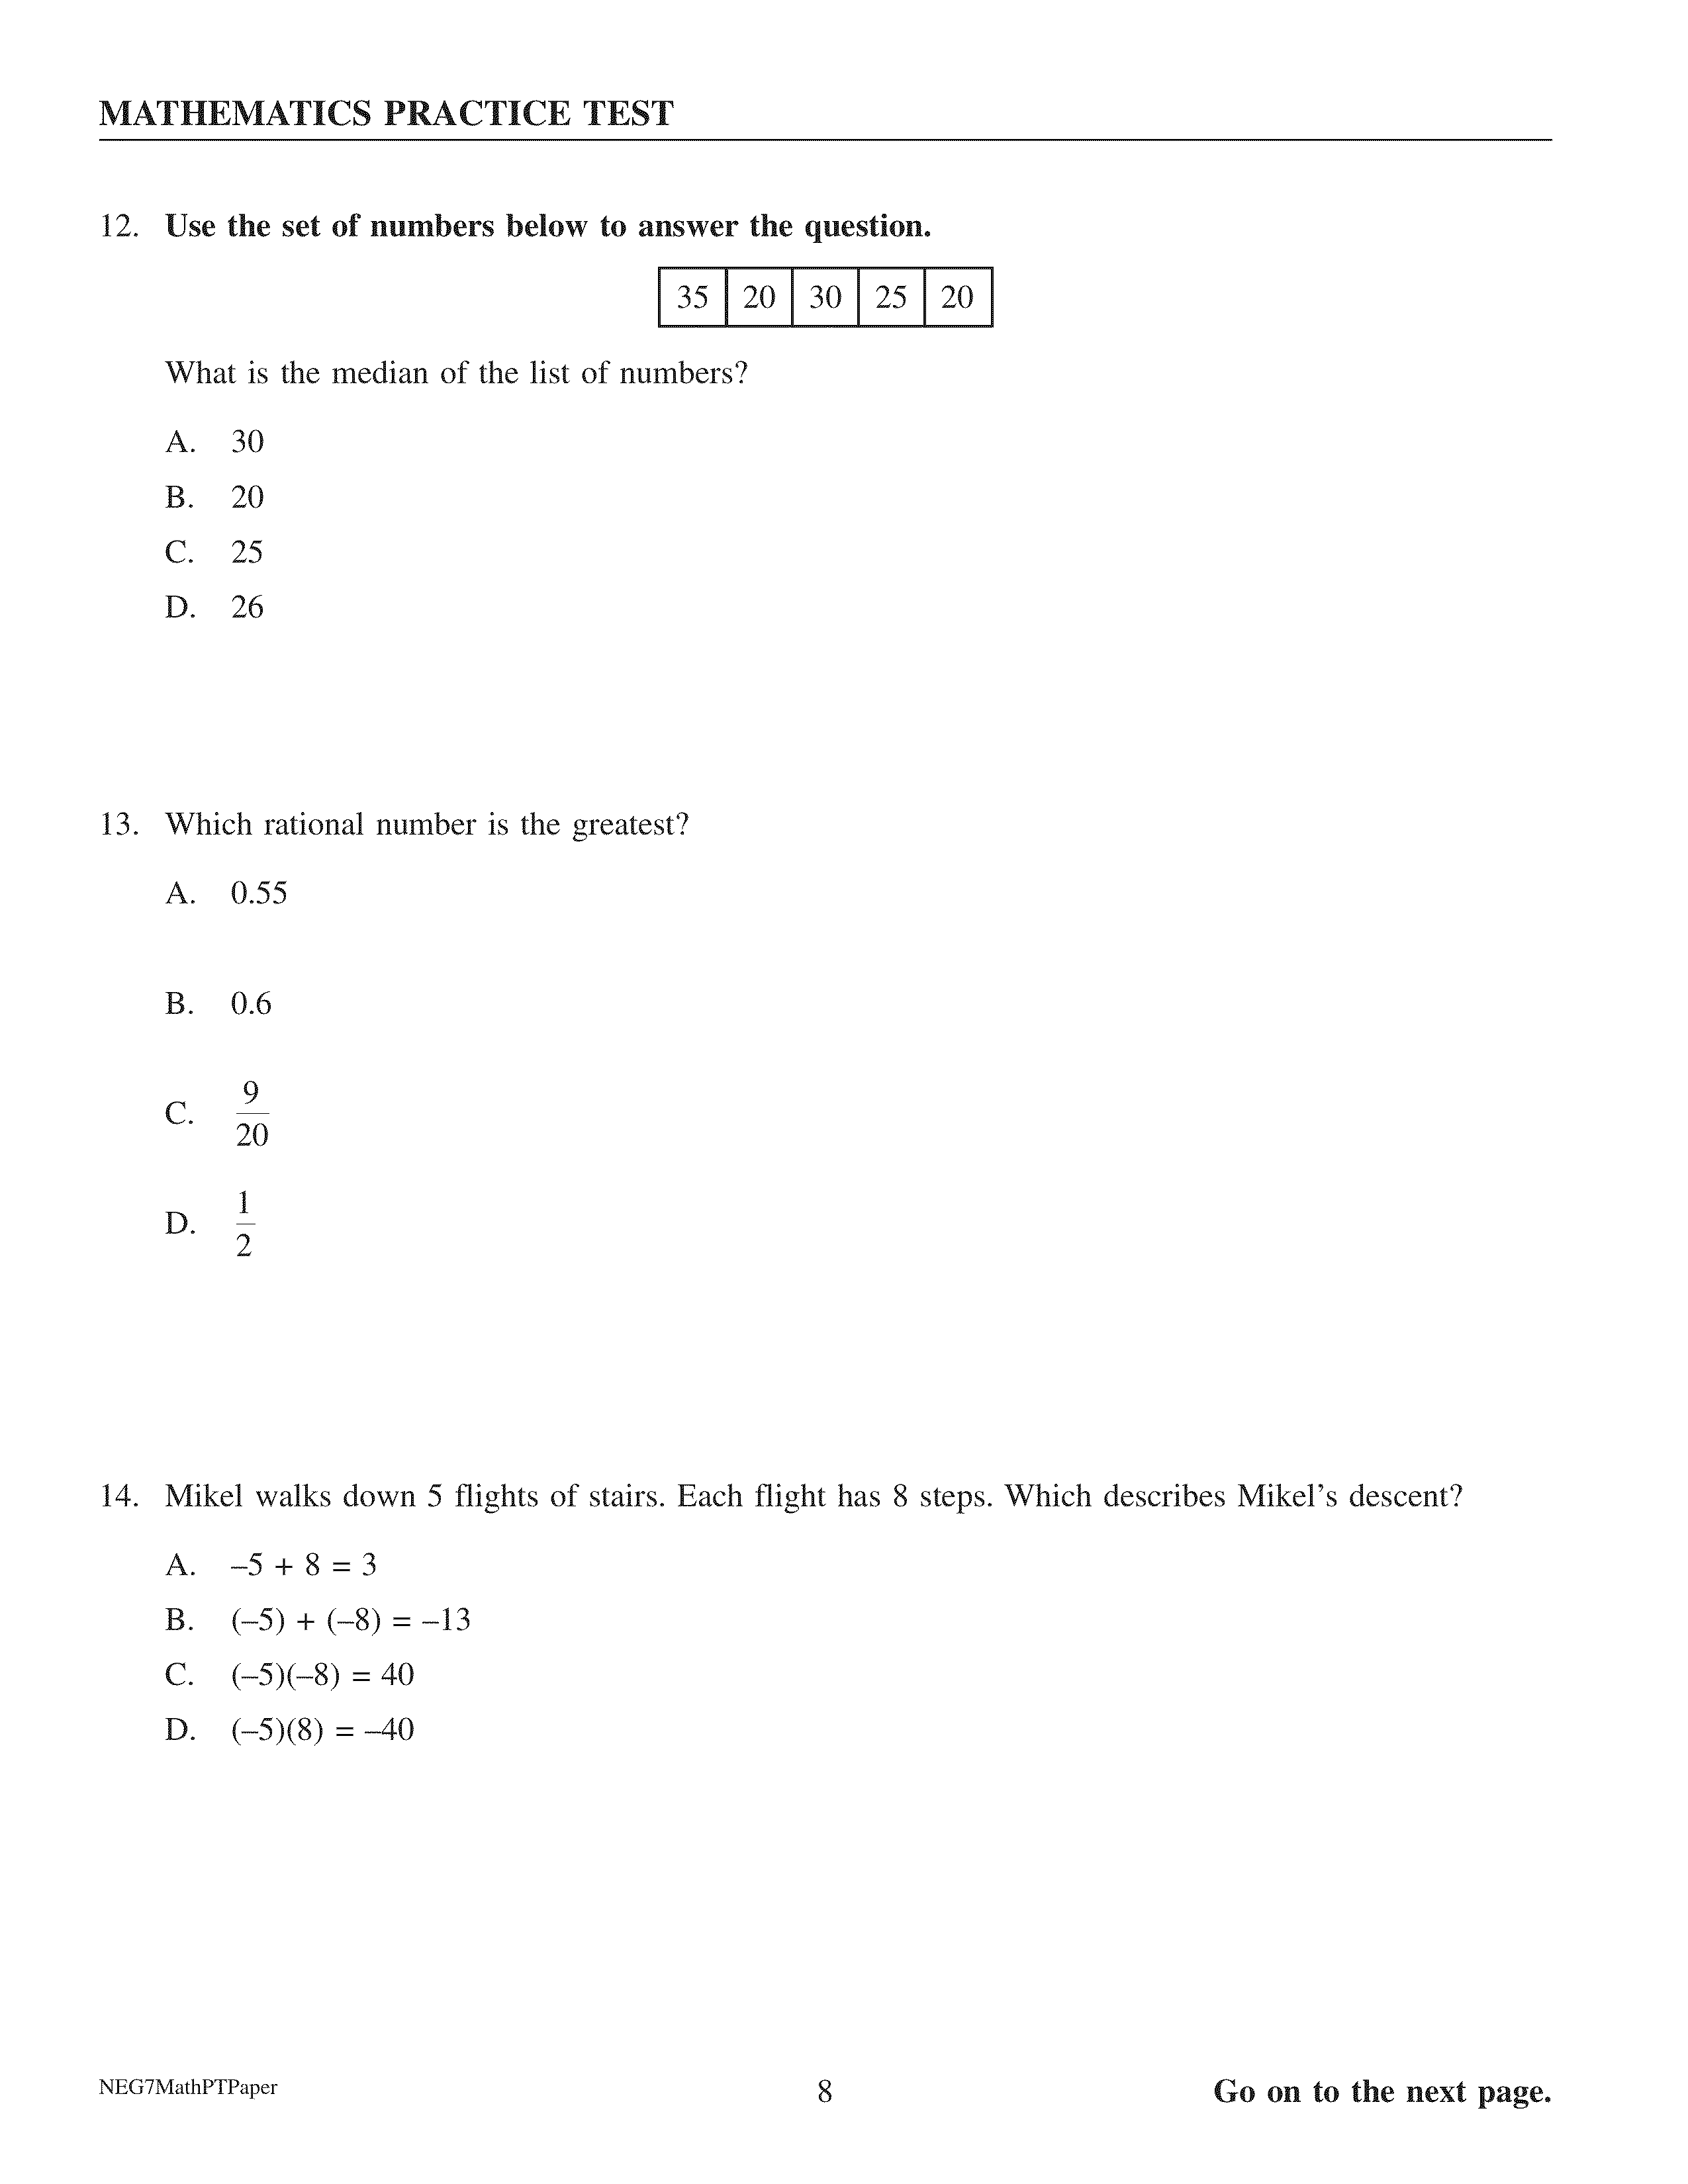 MATHEMATICS PRACTICE TEST
12. Use the set of numbers below to answer the question.
35 20 30 25 20
What is the median of the list of numbers?
A. 30
B. 20
C. 25
D. 26
13. Which rational number is the greatest?
A. 0.55
B. 0.6
C. 9/20
D. 1/2
14. Mikel walks down 5 flights of stairs. Each flight has 8 steps. Which describes Mikel’s descent?
A. –5 + 8 = 3
B. (–5) + (–8) = –13
C. (–5)(–8) = 40
D. (–5)(8) = –40
NEG7MathPTPaper 8 Go on to the next page.